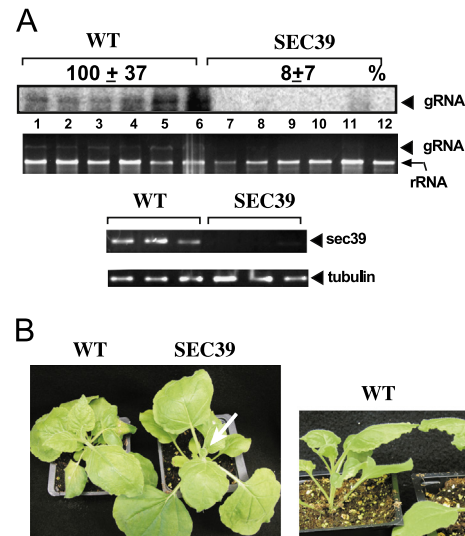 A
WT SEC39
100 ± 37 8±7 %
gRNA
1 2 3 4 5 6 7 8 9 10 11 12
gRNA
rRNA
WT SEC39
sec39
tubulin
B
WT SEC39 WT